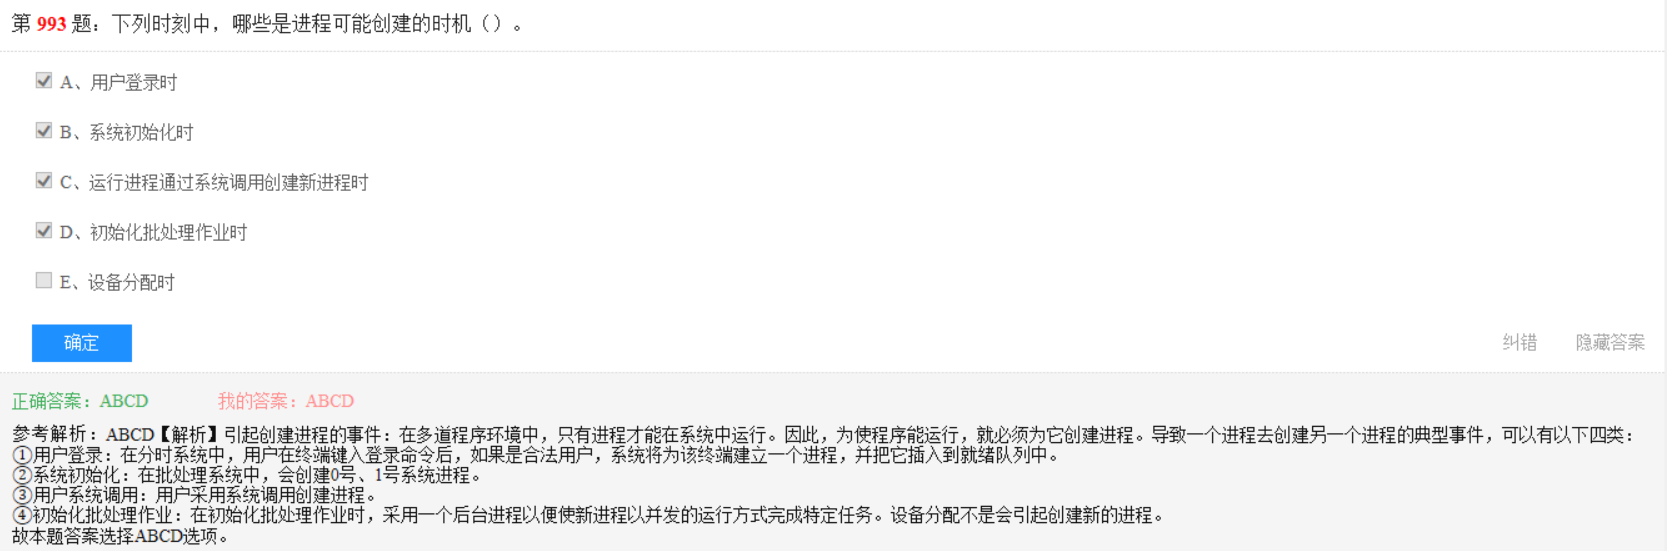 第 993 题：下列时刻中，哪些是进程可能创建的时机（）。
A、用户登录时
B、系统初始化时
C、运行进程通过系统调用创建新进程时
D、初始化批处理作业时
E、设备分配时
确定
纠错 隐藏答案
正确答案：ABCD 我的答案：ABCD
参考解析：ABCD【解析】引起创建进程的事件：在多道程序环境中，只有进程才能在系统中运行。因此，为使程序能运行，就必须为它创建进程。导致一个进程去创建另一个进程的典型事件，可以有以下四类：
①用户登录：在分时系统中，用户在终端键入登录命令后，如果是合法用户，系统将为该终端建立一个进程，并把它插入到就绪队列中。
②系统初始化：在批处理系统中，会创建0号、1号系统进程。
③用户系统调用：用户采用系统调用创建进程。
④初始化批处理作业：在初始化批处理作业时，采用一个后台进程以便使新进程以并发的运行方式完成特定任务。设备分配不是会引起创建新的进程。
故本题答案选择ABCD选项。